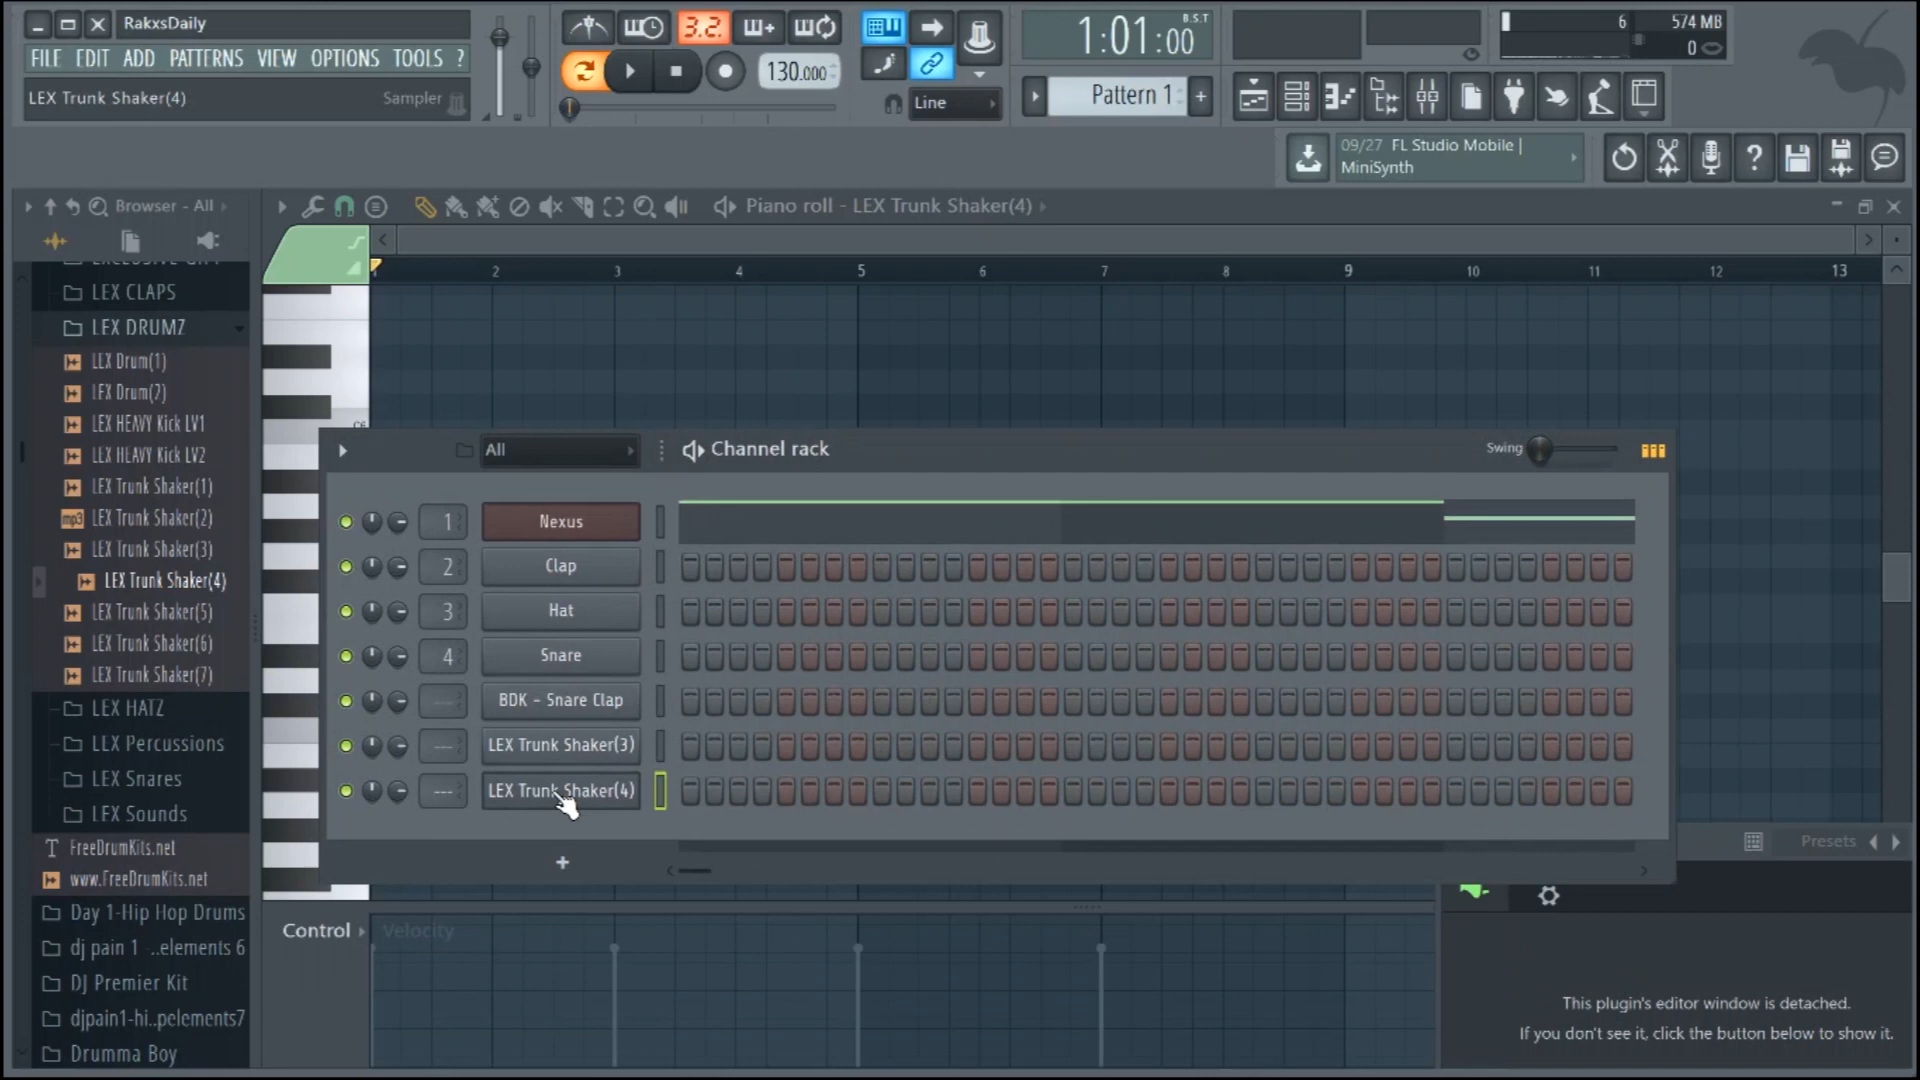 RakxsDaily
FILE EDIT ADD PATTERNS VIEW OPTIONS TOOLS ?
LEX Trunk Shaker(4) Sampler
3.2.
130.000
Line
1:01:00
B.S.T
Pattern 1
+
6 574 MB
0
09/27 FL Studio Mobile |
MiniSynth
?
Browser - All
Piano roll - LEX Trunk Shaker(4)
2 3 4 5 6 7 8 9 10 11 12 13
LEX CLAPS
LEX DRUMZ
LEX Drum(1)
LEX Drum(2)
LEX HEAVY Kick LV1
LEX HEAVY Kick LV2
LEX Trunk Shaker(1)
mp3 LEX Trunk Shaker(2)
LEX Trunk Shaker(3)
LEX Trunk Shaker(4)
LEX Trunk Shaker(5)
LEX Trunk Shaker(6)
LEX Trunk Shaker(7)
LEX HATZ
LEX Percussions
LEX Snares
LEX Sounds
FreeDrumKits.net
www.FreeDrumKits.net
Day 1-Hip Hop Drums
dj pain 1 -..elements 6
DJ Premier Kit
djpain1-hi..pelements7
Drumma Boy
All
Channel rack
Swing
1 Nexus
2 Clap
3 Hat
4 Snare
--- BDK - Snare Clap
--- LEX Trunk Shaker(3)
--- LEX Trunk Shaker(4)
+
Control
Velocity
Presets
This plugin's editor window is detached.
If you don't see it, click the button below to show it.